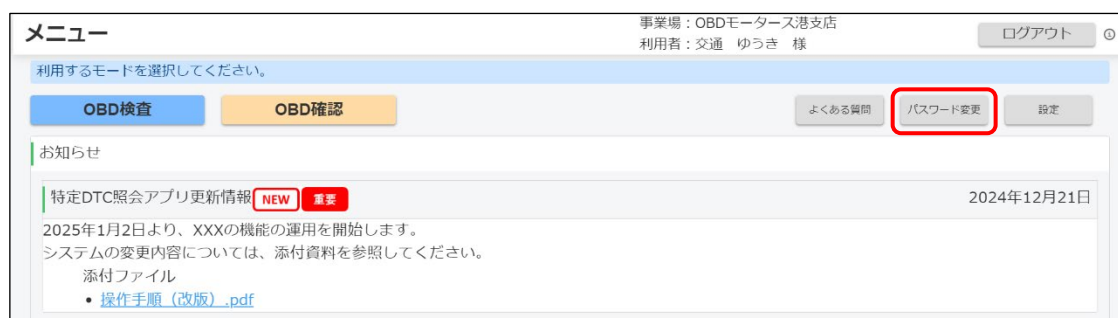 メニュー
事業場：OBDモータース港支店
利用者：交通　ゆうき　様
ログアウト
利用するモードを選択してください。
OBD検査
OBD確認
よくある質問
パスワード変更
設定
お知らせ
特定DTC照会アプリ更新情報 NEW 重要
2024年12月21日
2025年1月2日より、XXXの機能の運用を開始します。
システムの変更内容については、添付資料を参照してください。
添付ファイル
• 操作手順（改版）.pdf